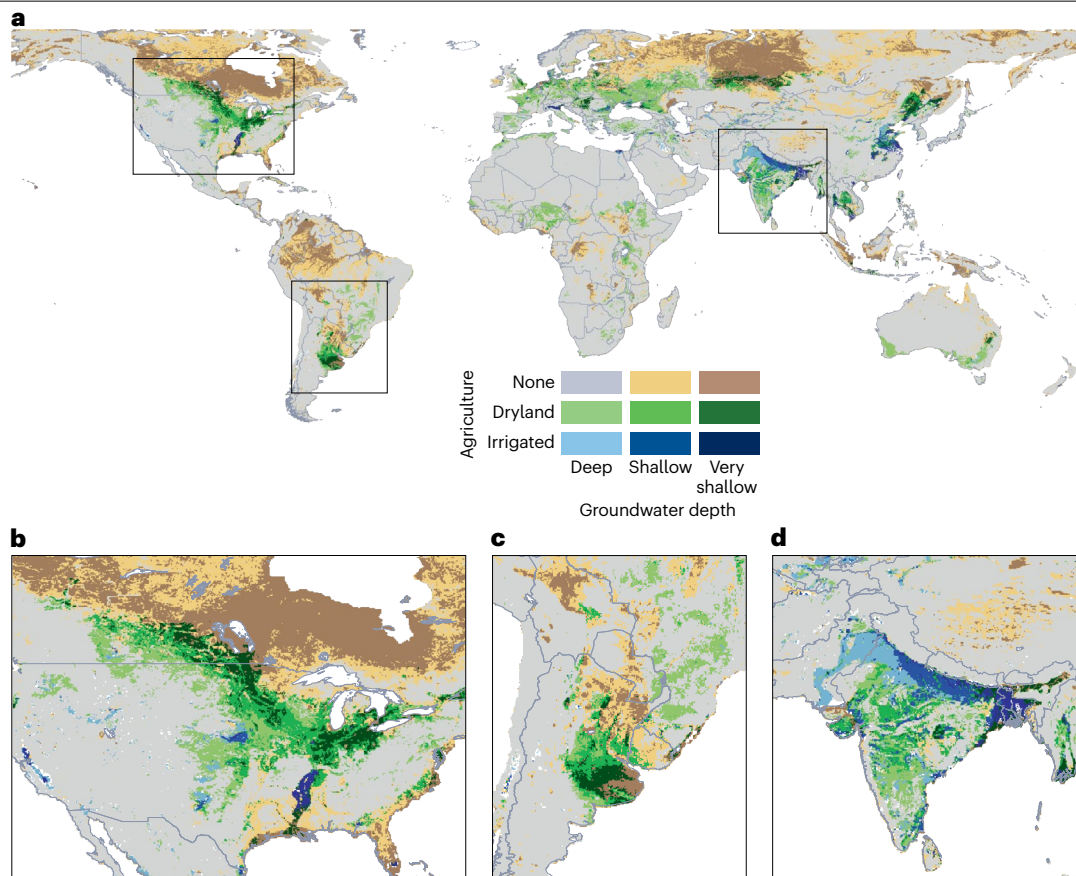 a
Agriculture
None
Dryland
Irrigated
Deep
Shallow
Very
shallow
Groundwater depth
b
c
d